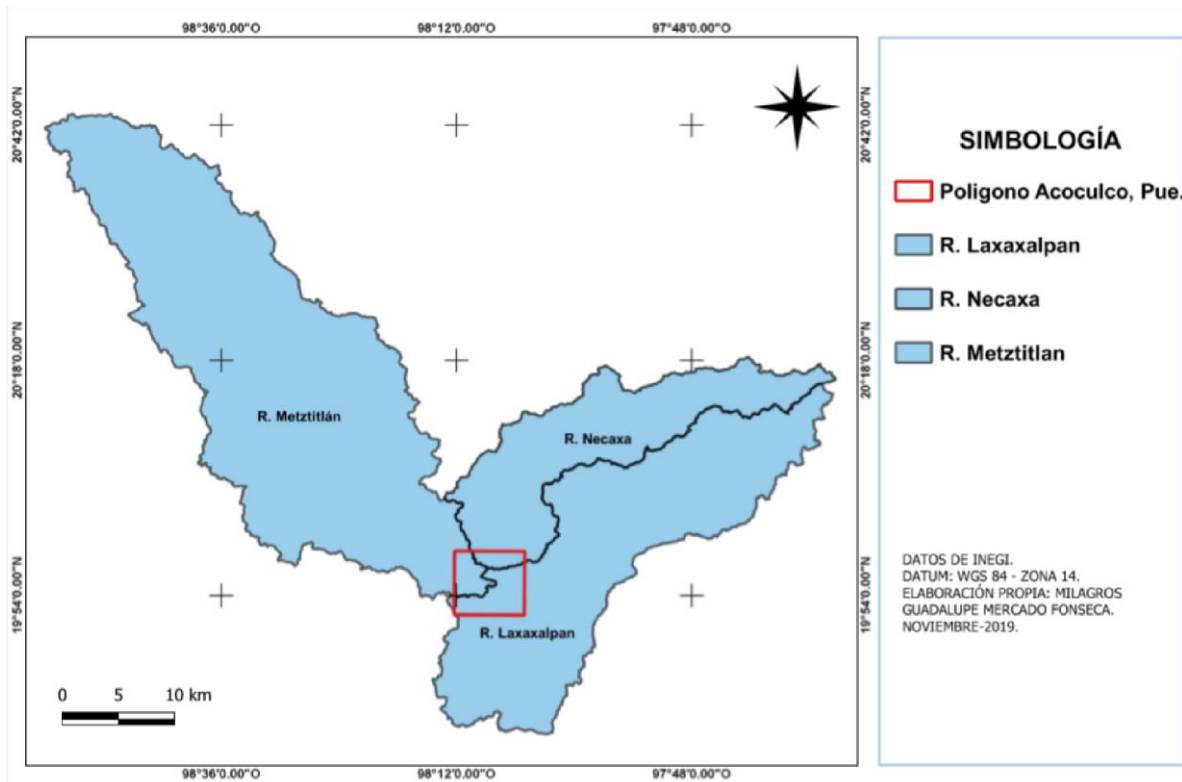 98°36'0.00"O
98°12'0.00"O
97°48'0.00"O
20°42'0.00"N
20°42'0.00"N
SIMBOLOGÍA
Poligono Acoculco, Pue.
R. Laxaxalpan
R. Necaxa
R. Metztitlan
20°18'0.00"N
20°18'0.00"N
R. Metztitlán
R. Necaxa
19°54'0.00"N
19°54'0.00"N
R. Laxaxalpan
DATOS DE INEGI.
DATUM: WGS 84 - ZONA 14.
ELABORACIÓN PROPIA: MILAGROS
GUADALUPE MERCADO FONSECA.
NOVIEMBRE-2019.
0 5 10 km
98°36'0.00"O
98°12'0.00"O
97°48'0.00"O